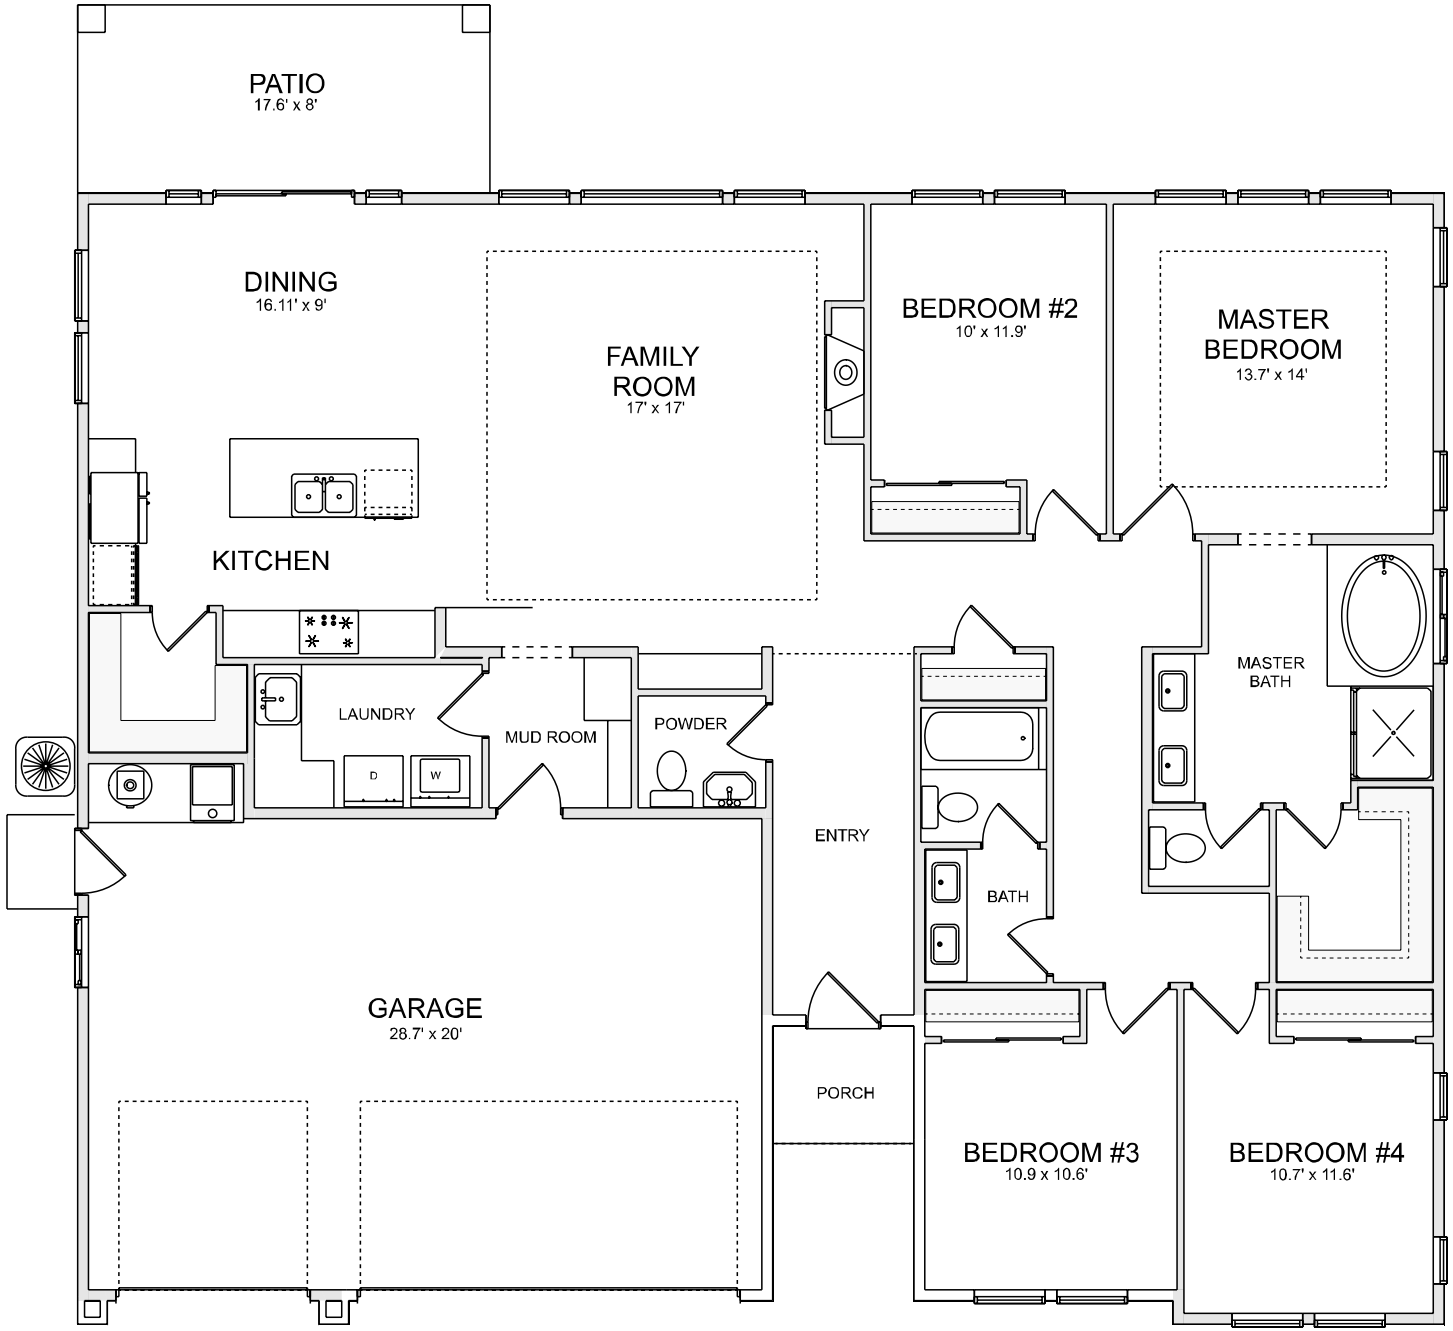 PATIO
17.6' x 8'
DINING
16.11' x 9'
FAMILY
ROOM
17' x 17'
BEDROOM #2
10' x 11.9'
MASTER
BEDROOM
13.7' x 14'
KITCHEN
MASTER
BATH
LAUNDRY
MUD ROOM
POWDER
D
W
ENTRY
BATH
GARAGE
28.7' x 20'
PORCH
BEDROOM #3
10.9 x 10.6'
BEDROOM #4
10.7' x 11.6'